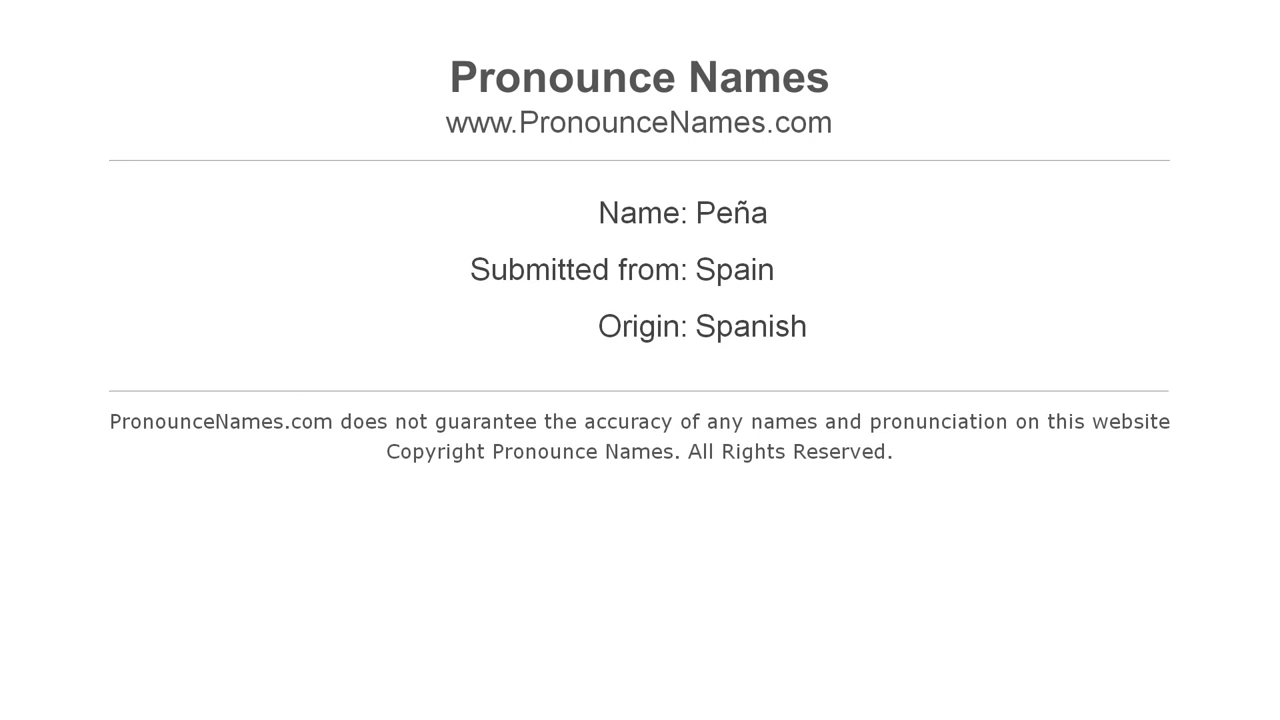 Pronounce Names
www.PronounceNames.com
Name: Peña
Submitted from: Spain
Origin: Spanish
PronounceNames.com does not guarantee the accuracy of any names and pronunciation on this website
Copyright Pronounce Names. All Rights Reserved.